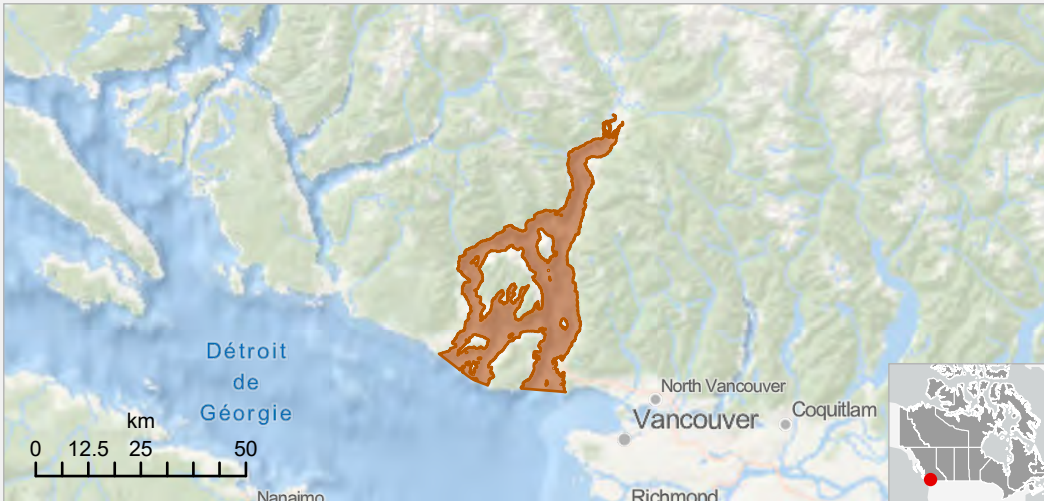 Détroit
de
Géorgie
km
0 12.5 25 50
North Vancouver
Vancouver
Coquitlam
Nanaimo
Richmond